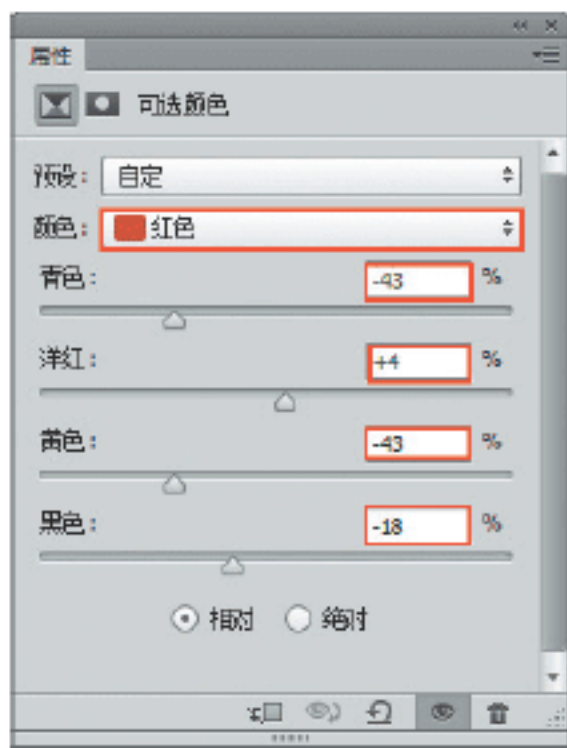 属性
可选颜色
预设： 自定
颜色： 红色
青色： -43 %
洋红： +4 %
黄色： -43 %
黑色： -18 %
相对 绝对